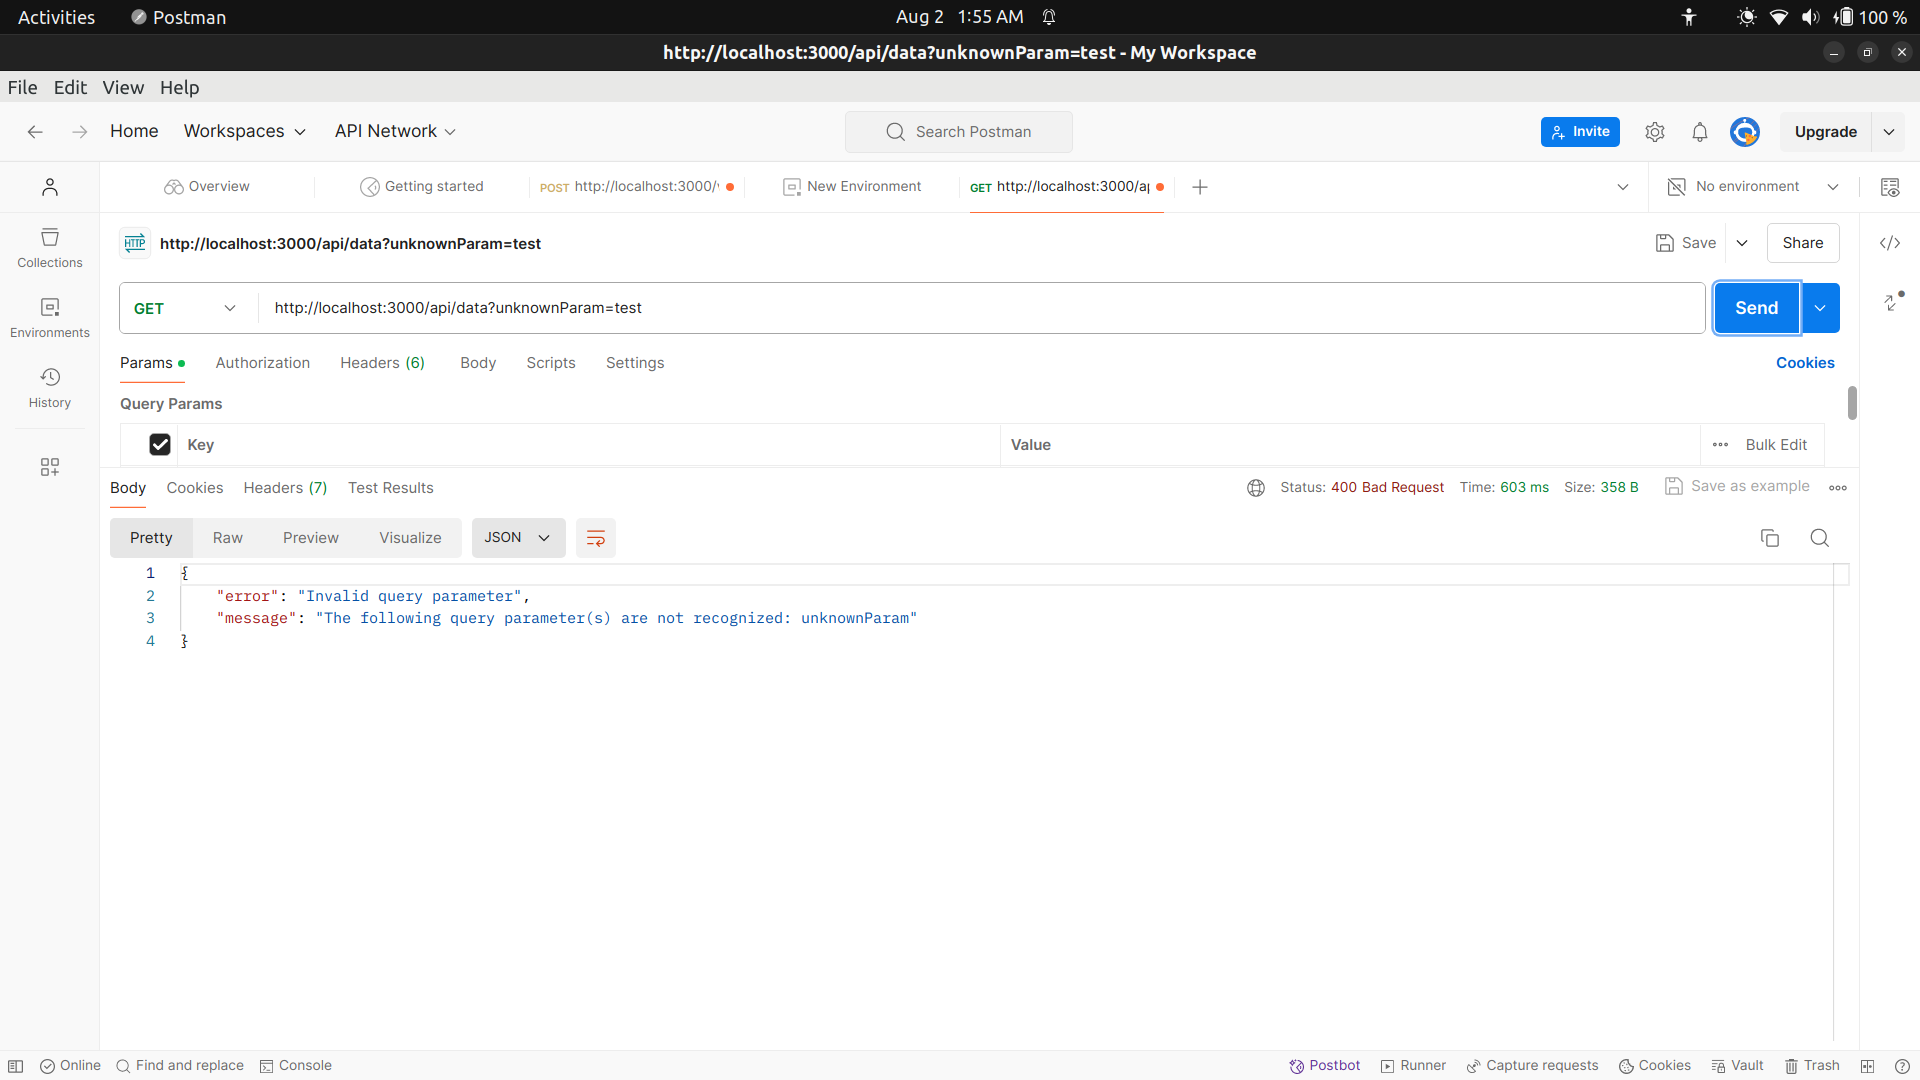 Activities Postman Aug 2 1:55 AM 100 %
http://localhost:3000/api/data?unknownParam=test - My Workspace
File Edit View Help
Home Workspaces API Network Search Postman Invite Upgrade
Overview Getting started POST http://localhost:3000/ New Environment GET http://localhost:3000/a No environment
HTTP http://localhost:3000/api/data?unknownParam=test Save Share
Collections
GET http://localhost:3000/api/data?unknownParam=test Send
Environments
Params Authorization Headers (6) Body Scripts Settings Cookies
History
Query Params
Key Value Bulk Edit
Body Cookies Headers (7) Test Results Status: 400 Bad Request Time: 603 ms Size: 358 B Save as example
Pretty Raw Preview Visualize JSON
1 {
2 "error": "Invalid query parameter",
3 "message": "The following query parameter(s) are not recognized: unknownParam"
4 }
Online Find and replace Console Postbot Runner Capture requests Cookies Vault Trash